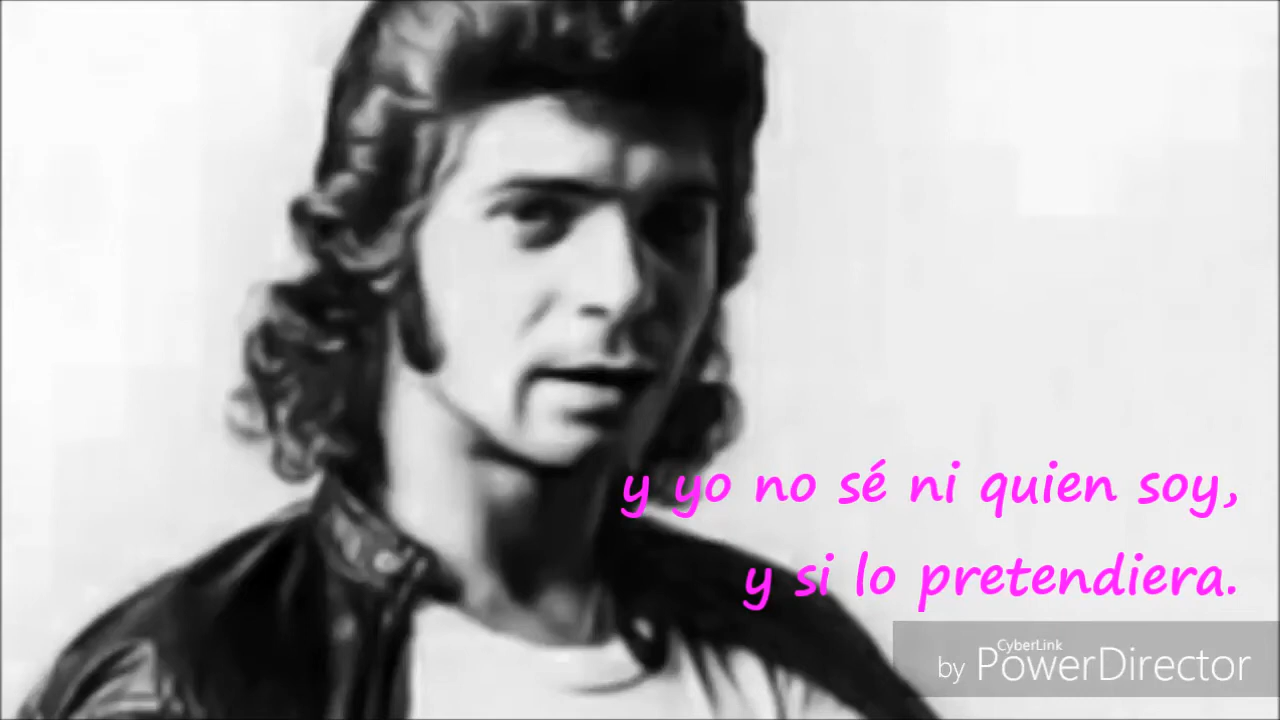 y yo no sé ni quien soy,
y si lo pretendiera.
CyberLink
by PowerDirector